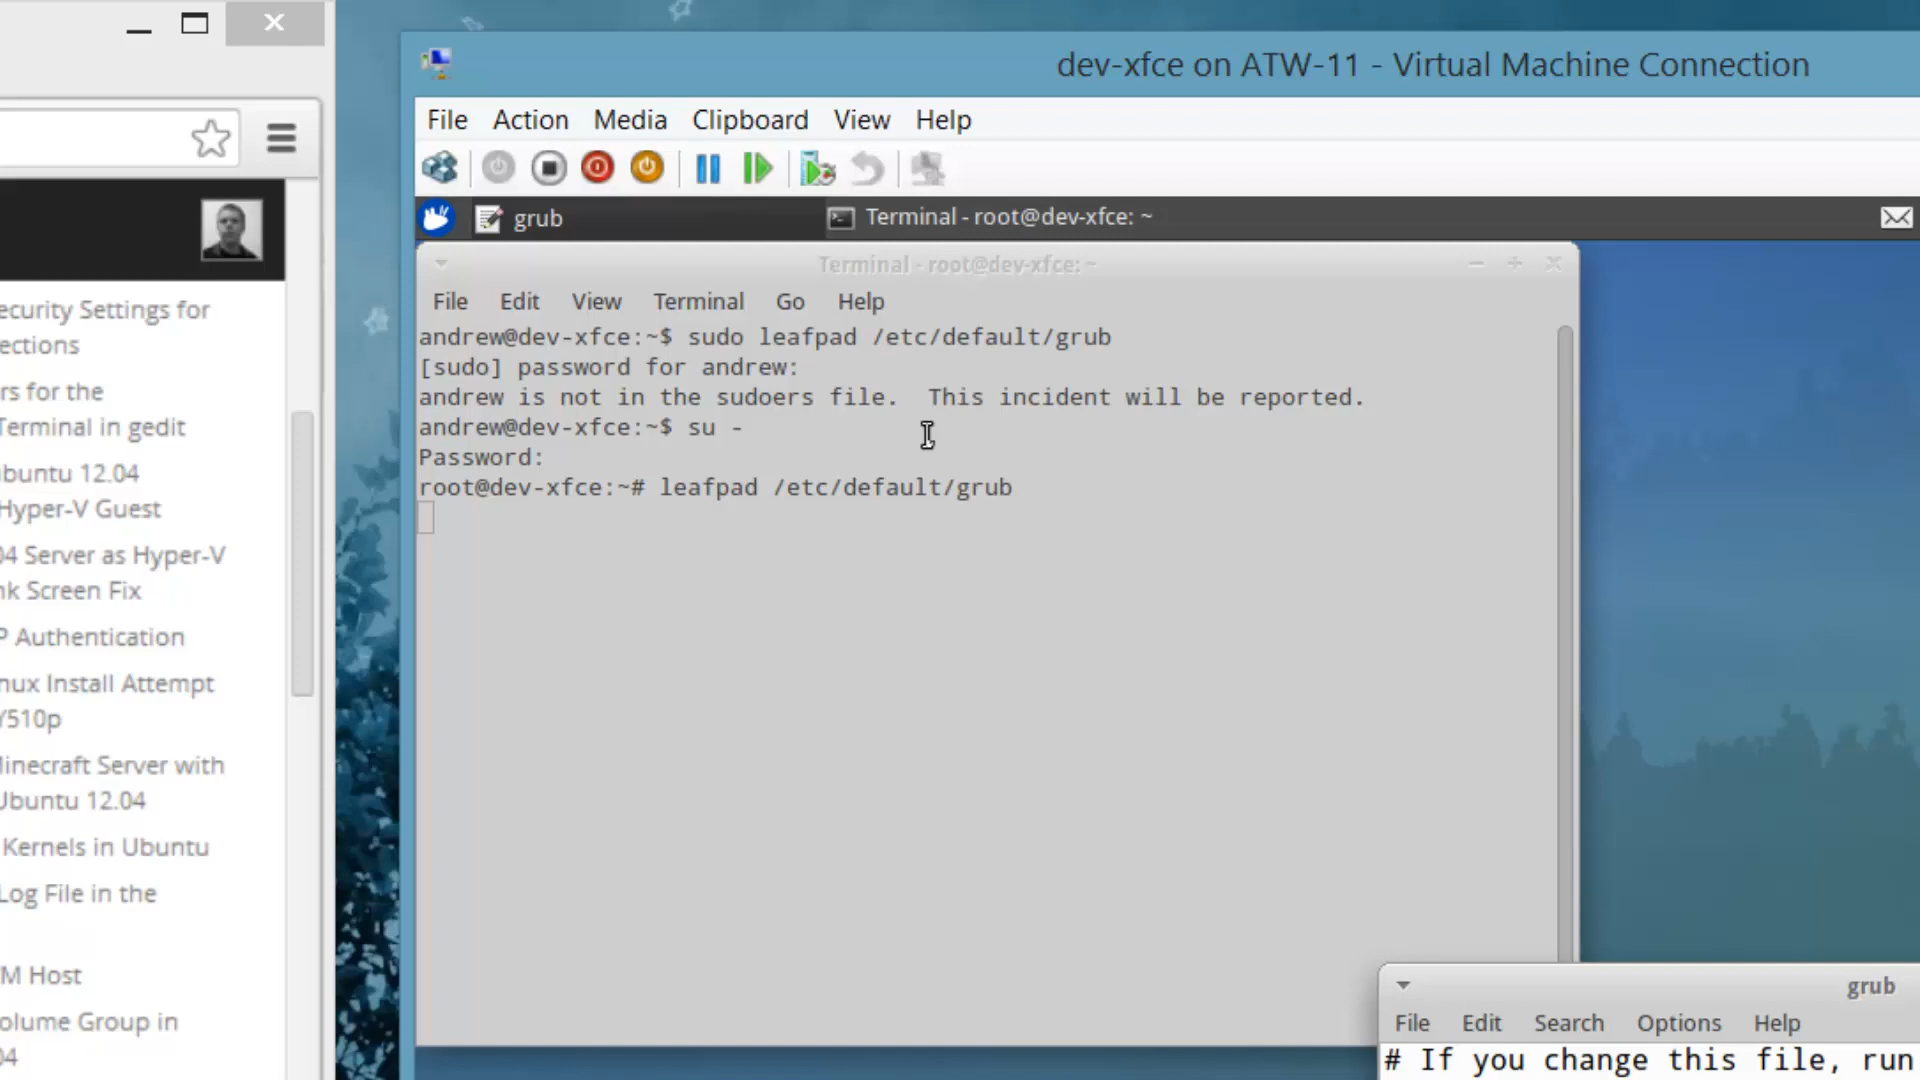 ecurity Settings for
ections
rs for the
Terminal in gedit
buntu 12.04
Hyper-V Guest
04 Server as Hyper-V
nk Screen Fix
P Authentication
nux Install Attempt
Y510p
Minecraft Server with
Ubuntu 12.04
Kernels in Ubuntu
Log File in the
M Host
olume Group in
04
dev-xfce on ATW-11 - Virtual Machine Connection
File Action Media Clipboard View Help
grub
Terminal - root@dev-xfce: ~
Terminal - root@dev-xfce: ~
File Edit View Terminal Go Help
andrew@dev-xfce:~$ sudo leafpad /etc/default/grub
[sudo] password for andrew:
andrew is not in the sudoers file.  This incident will be reported.
andrew@dev-xfce:~$ su -
Password:
root@dev-xfce:~# leafpad /etc/default/grub
grub
File Edit Search Options Help
# If you change this file, run